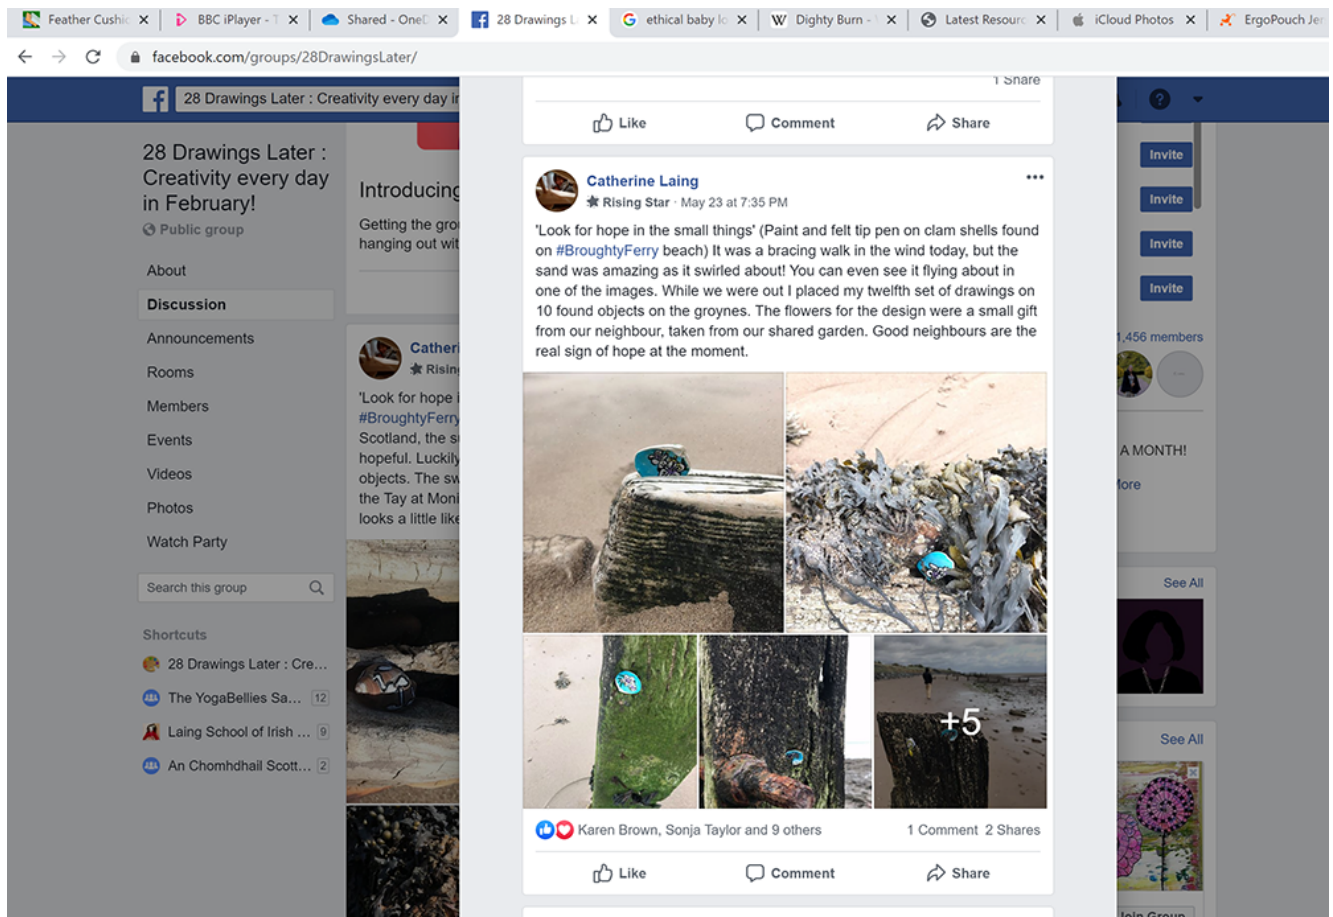 Feather Cushic
BBC iPlayer - T
Shared - OneD
28 Drawings L
ethical baby lo
Dighty Burn -
Latest Resourc
iCloud Photos
ErgoPouch Jer
facebook.com/groups/28DrawingsLater/
28 Drawings Later : Creativity every day in
28 Drawings Later :
Creativity every day
in February!
Public group
About
Discussion
Announcements
Rooms
Members
Events
Videos
Photos
Watch Party
Search this group
Shortcuts
28 Drawings Later : Cre...
The YogaBellies Sa... 12
Laing School of Irish ... 9
An Chomhdhail Scott... 2
Introducing
Getting the grou
hanging out wit
Catheri
Rising
'Look for hope i
#BroughtyFerry
Scotland, the su
hopeful. Luckily
objects. The sw
the Tay at Moni
looks a little like
1 Share
Like Comment Share
Catherine Laing
Rising Star · May 23 at 7:35 PM
'Look for hope in the small things' (Paint and felt tip pen on clam shells found
on #BroughtyFerry beach) It was a bracing walk in the wind today, but the
sand was amazing as it swirled about! You can even see it flying about in
one of the images. While we were out I placed my twelfth set of drawings on
10 found objects on the groynes. The flowers for the design were a small gift
from our neighbour, taken from our shared garden. Good neighbours are the
real sign of hope at the moment.
+5
Karen Brown, Sonja Taylor and 9 others 1 Comment 2 Shares
Like Comment Share
Invite
Invite
Invite
Invite
1,456 members
A MONTH!
More
See All
See All
Join Group